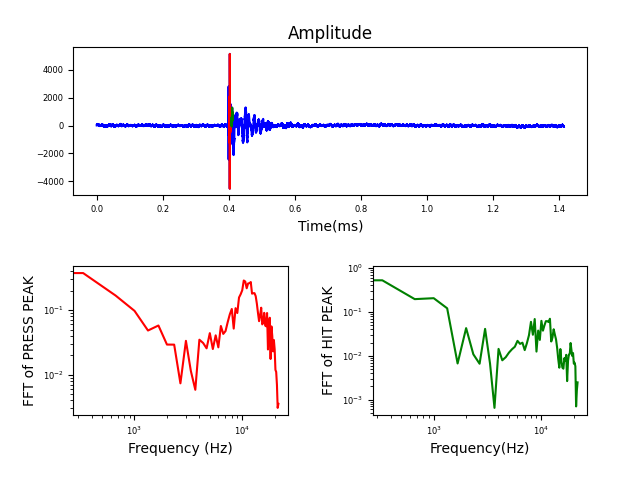 Amplitude
4000
2000
0
−2000
−4000
0.0 0.2 0.4 0.6 0.8 1.0 1.2 1.4
Time(ms)
FFT of PRESS PEAK
10⁻¹
10⁻²
10³ 10⁴
Frequency (Hz)
FFT of HIT PEAK
10⁰
10⁻¹
10⁻²
10⁻³
10³ 10⁴
Frequency(Hz)